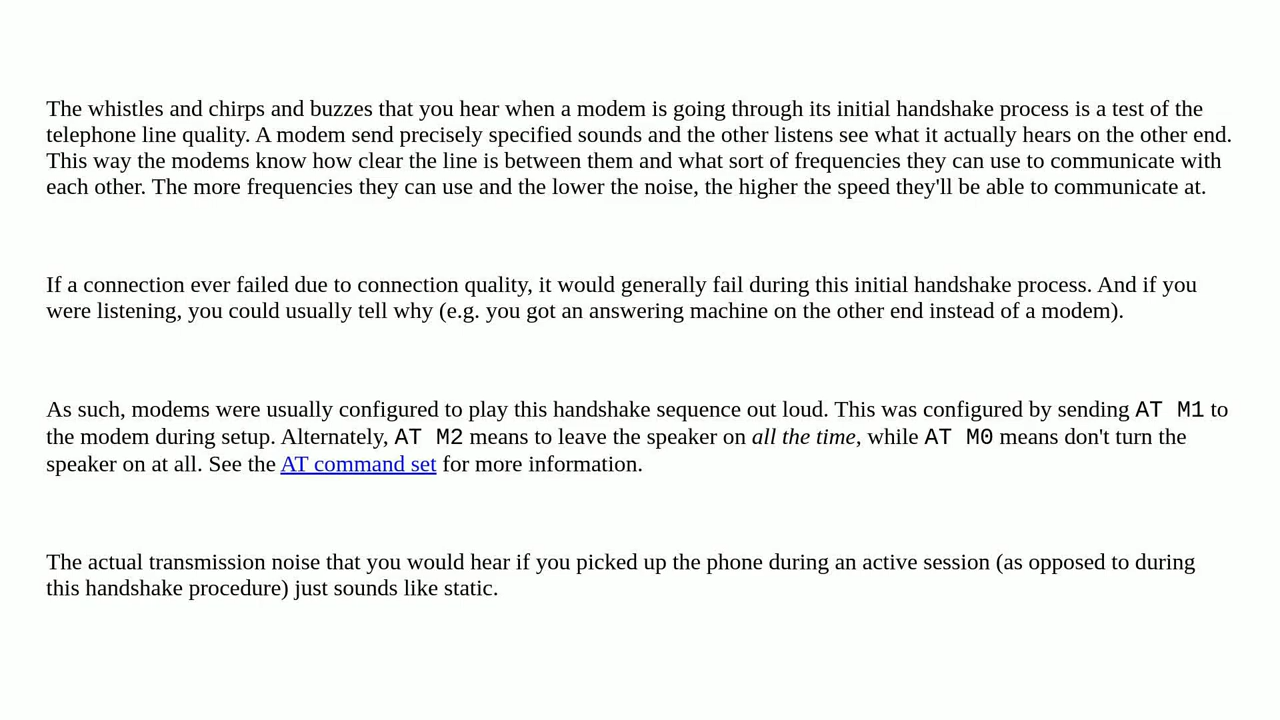 The whistles and chirps and buzzes that you hear when a modem is going through its initial handshake process is a test of the
telephone line quality. A modem send precisely specified sounds and the other listens see what it actually hears on the other end.
This way the modems know how clear the line is between them and what sort of frequencies they can use to communicate with
each other. The more frequencies they can use and the lower the noise, the higher the speed they'll be able to communicate at.
If a connection ever failed due to connection quality, it would generally fail during this initial handshake process. And if you
were listening, you could usually tell why (e.g. you got an answering machine on the other end instead of a modem).
As such, modems were usually configured to play this handshake sequence out loud. This was configured by sending AT M1 to
the modem during setup. Alternately, AT M2 means to leave the speaker on all the time, while AT M0 means don't turn the
speaker on at all. See the AT command set for more information.
The actual transmission noise that you would hear if you picked up the phone during an active session (as opposed to during
this handshake procedure) just sounds like static.